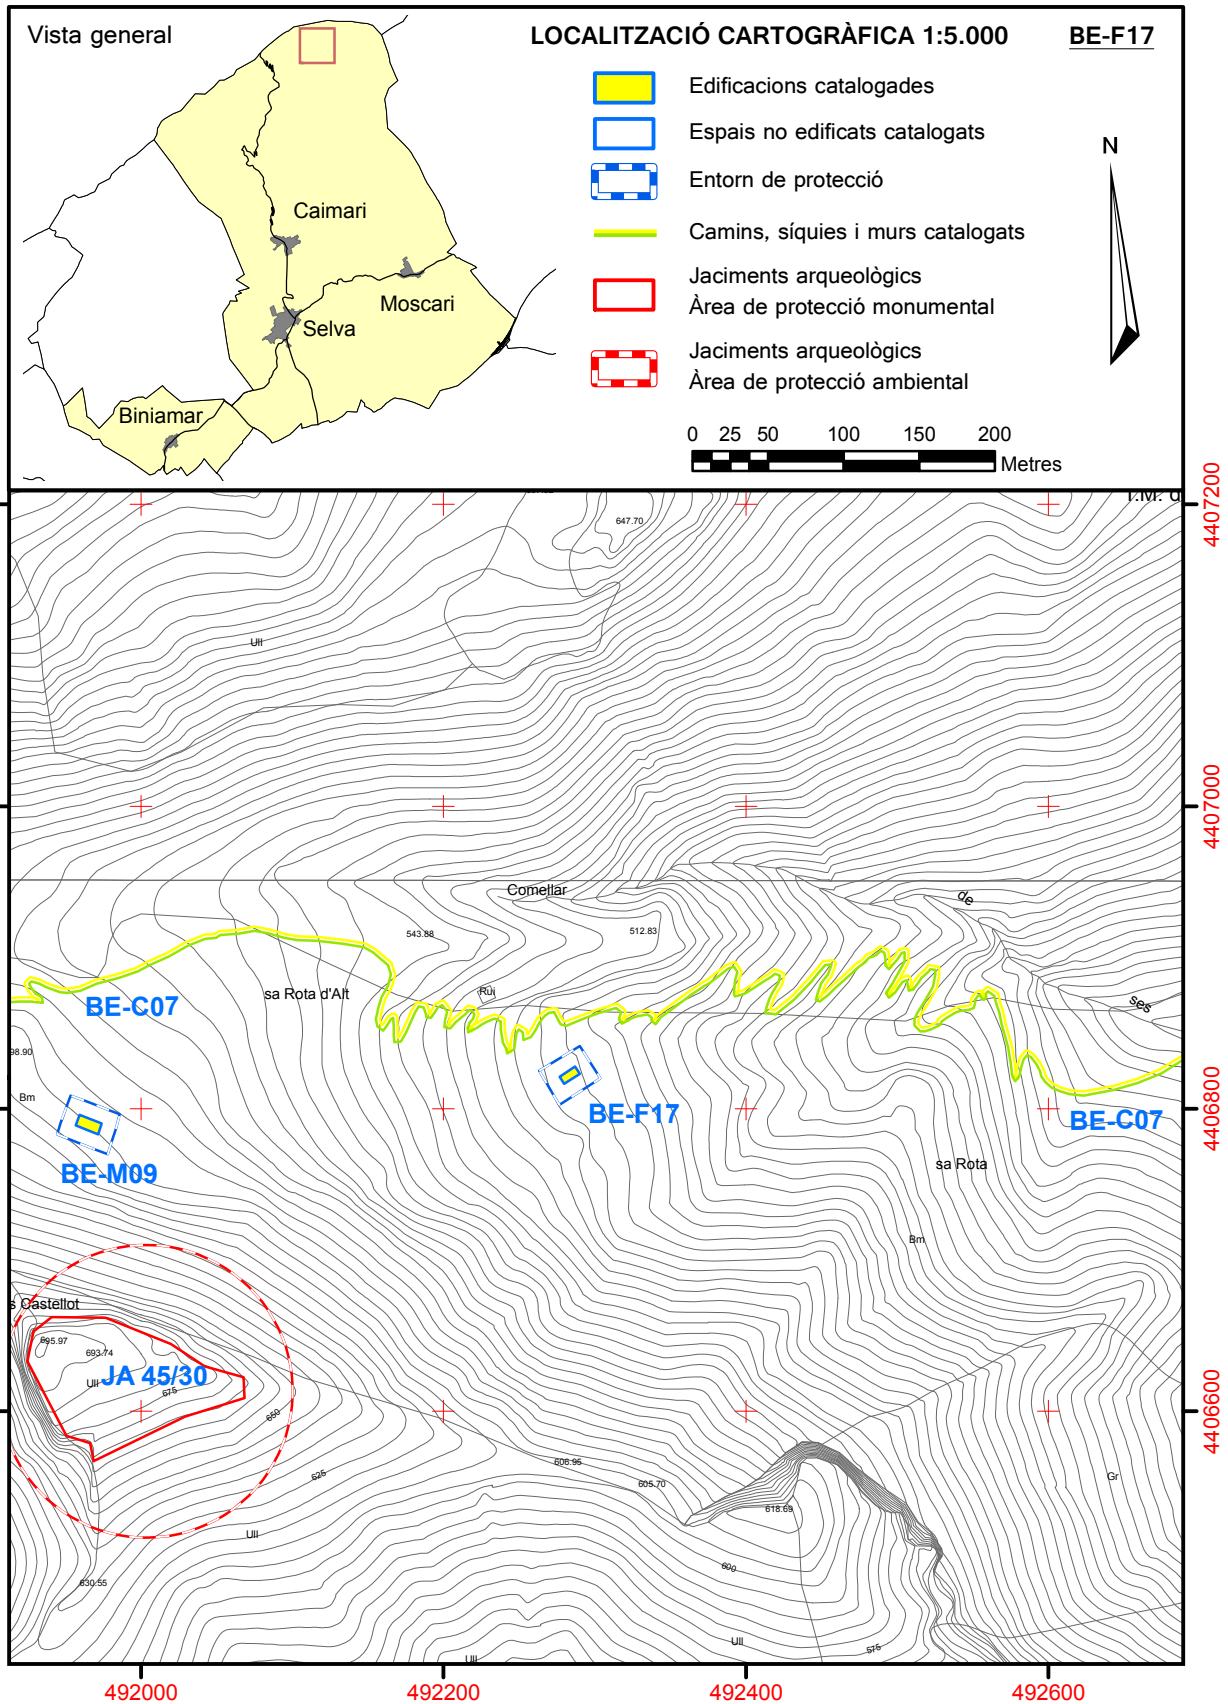 Vista general
LOCALITZACIÓ CARTOGRÀFICA 1:5.000
BE-F17
Edificacions catalogades
Espais no edificats catalogats
Entorn de protecció
Camins, síquies i murs catalogats
Jaciments arqueològics
Àrea de protecció monumental
Jaciments arqueològics
Àrea de protecció ambiental
N
0 25 50 100 150 200
Metres
Caimari
Moscari
Selva
Biniamar
4407200
647.70
Ull
4407000
Comellar
de
543.88
512.83
sa Rota d'Alt
Rui
ses
BE-C07
98.90
Bm
BE-F17
BE-C07
4406800
BE-M09
sa Rota
Bm
s Castellot
695.97
693.74
JA 45/30
Ull
675
650
4406600
625
606.95
605.70
618.69
Gr
Ull
600
630.55
Ull
575
Ull
492000
492200
492400
492600